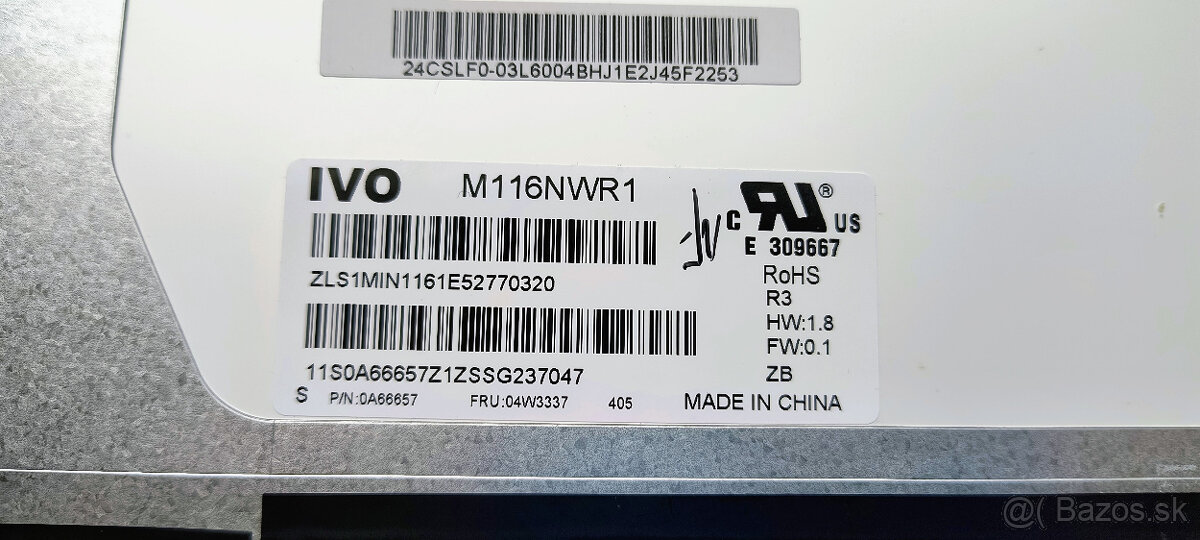 24CSLF0-03L6004BHJ1E2J45F2253
IVO M116NWR1
C RU ® US
E 309667
ZLS1MIN1161E52770320
RoHS
R3
HW:1.8
FW:0.1
ZB
11S0A66657Z1ZSSG237047
S P/N:0A66657 FRU:04W3337 405 MADE IN CHINA
@( Bazos.sk